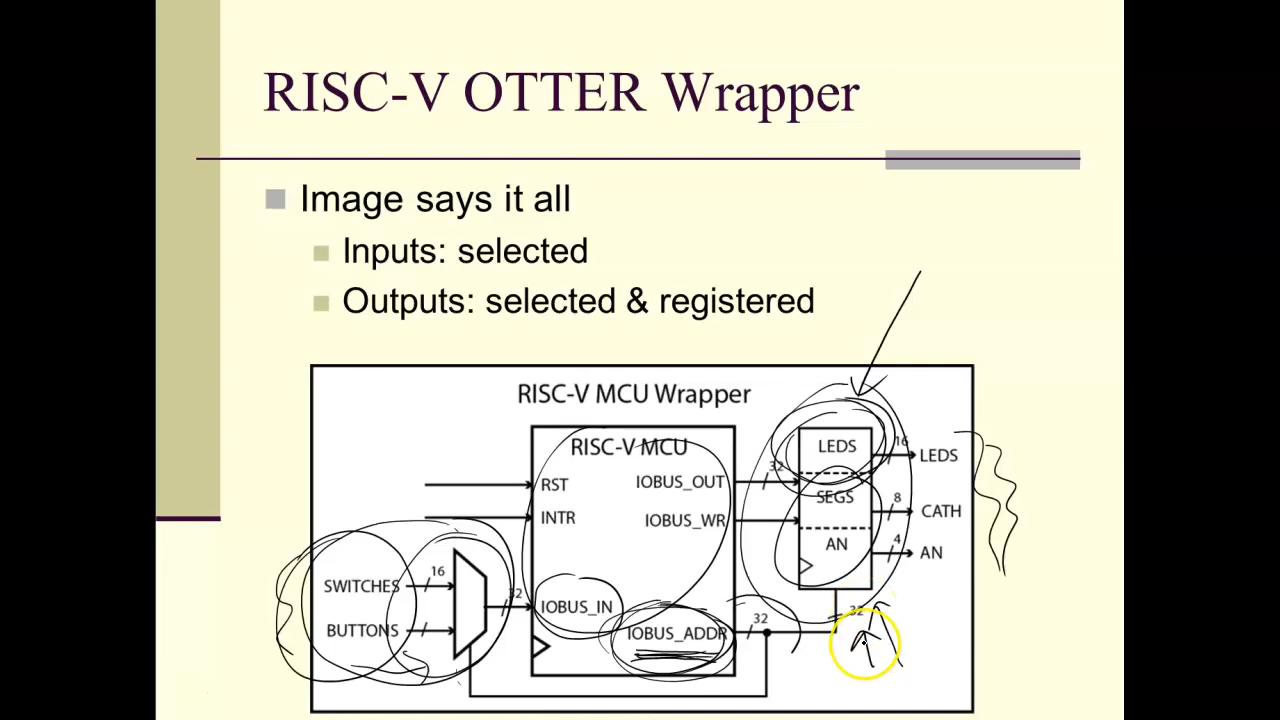 RISC-V OTTER Wrapper
Image says it all
Inputs: selected
Outputs: selected & registered
RISC-V MCU Wrapper
RISC-V MCU
RST
INTR
IOBUS_IN
IOBUS_OUT
IOBUS_WR
IOBUS_ADDR
SWITCHES
16
BUTTONS
32
32
32
32
LEDS
SEGS
AN
16
LEDS
8
CATH
4
AN